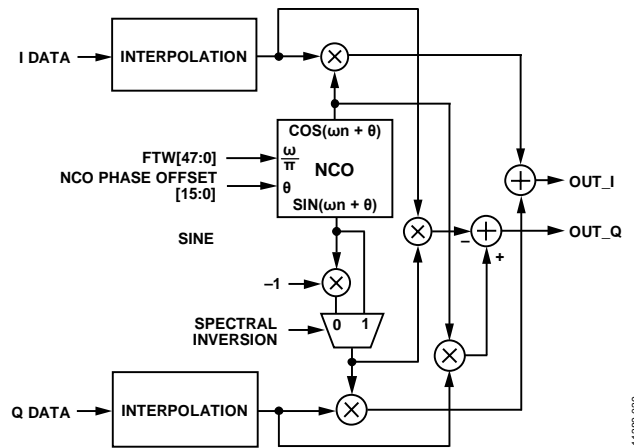 I DATA
INTERPOLATION
COS(ωn + θ)
FTW[47:0]
ω
π
NCO
NCO PHASE OFFSET
[15:0]
θ
SIN(ωn + θ)
OUT_I
OUT_Q
–
+
SINE
–1
0 1
SPECTRAL
INVERSION
Q DATA
INTERPOLATION